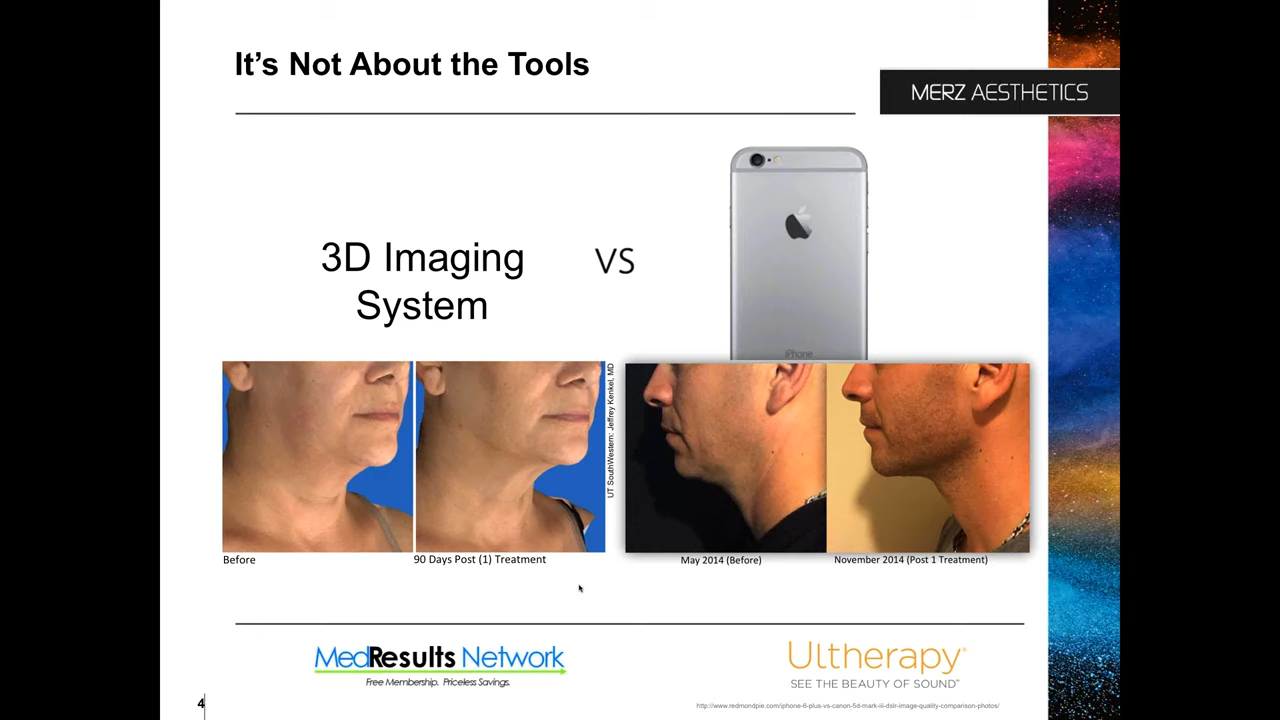 It's Not About the Tools
MERZ AESTHETICS
3D Imaging
System
VS
iPhone
UT SouthWestern: Jeffrey Kenkel, MD
Before
90 Days Post (1) Treatment
May 2014 (Before)
November 2014 (Post 1 Treatment)
MedResults Network
Free Membership. Priceless Savings.
Ultherapy®
SEE THE BEAUTY OF SOUND™
4
http://www.redmondpie.com/iphone-6-plus-vs-canon-5d-mark-iii-dslr-image-quality-comparison-photos/